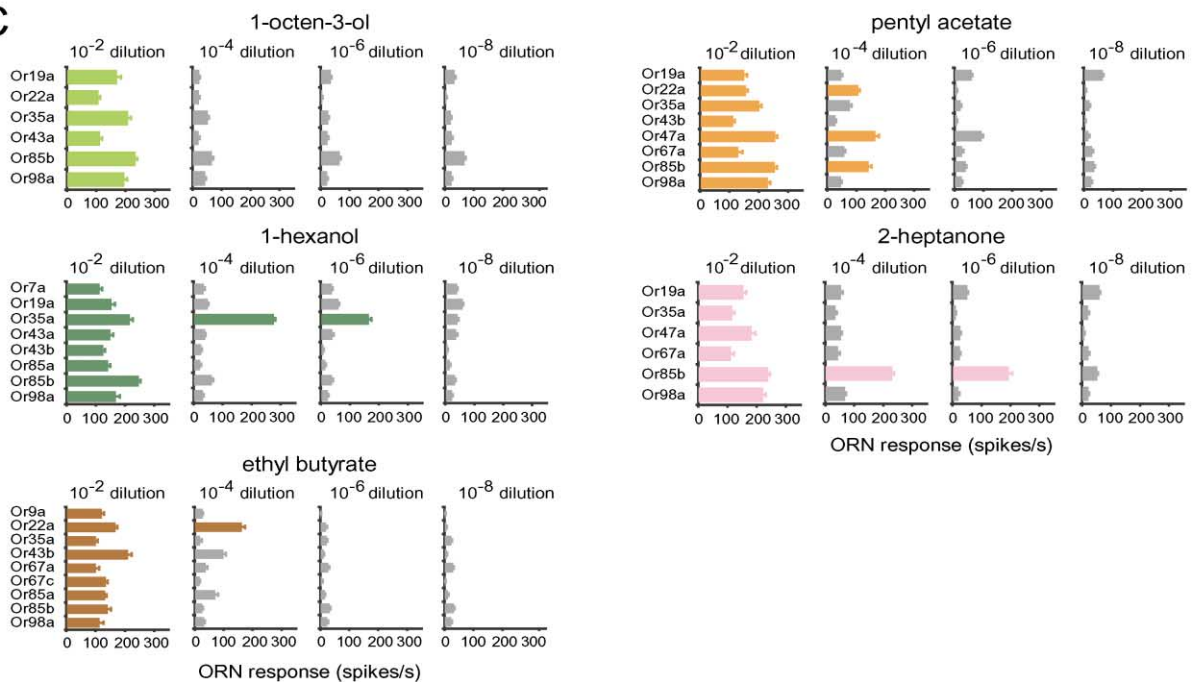 C
1-octen-3-ol
10-2 dilution 10-4 dilution 10-6 dilution 10-8 dilution
Or19a
Or22a
Or35a
Or43a
Or85b
Or98a
0 100 200 300 0 100 200 300 0 100 200 300 0 100 200 300
pentyl acetate
10-2 dilution 10-4 dilution 10-6 dilution 10-8 dilution
Or19a
Or22a
Or35a
Or43b
Or47a
Or67a
Or85b
Or98a
0 100 200 300 0 100 200 300 0 100 200 300 0 100 200 300
1-hexanol
10-2 dilution 10-4 dilution 10-6 dilution 10-8 dilution
Or7a
Or19a
Or35a
Or43a
Or43b
Or85a
Or85b
Or98a
0 100 200 300 0 100 200 300 0 100 200 300 0 100 200 300
2-heptanone
10-2 dilution 10-4 dilution 10-6 dilution 10-8 dilution
Or19a
Or35a
Or47a
Or67a
Or85b
Or98a
0 100 200 300 0 100 200 300 0 100 200 300 0 100 200 300
ORN response (spikes/s)
ethyl butyrate
10-2 dilution 10-4 dilution 10-6 dilution 10-8 dilution
Or9a
Or22a
Or35a
Or43b
Or67a
Or67c
Or85a
Or85b
Or98a
0 100 200 300 0 100 200 300 0 100 200 300 0 100 200 300
ORN response (spikes/s)